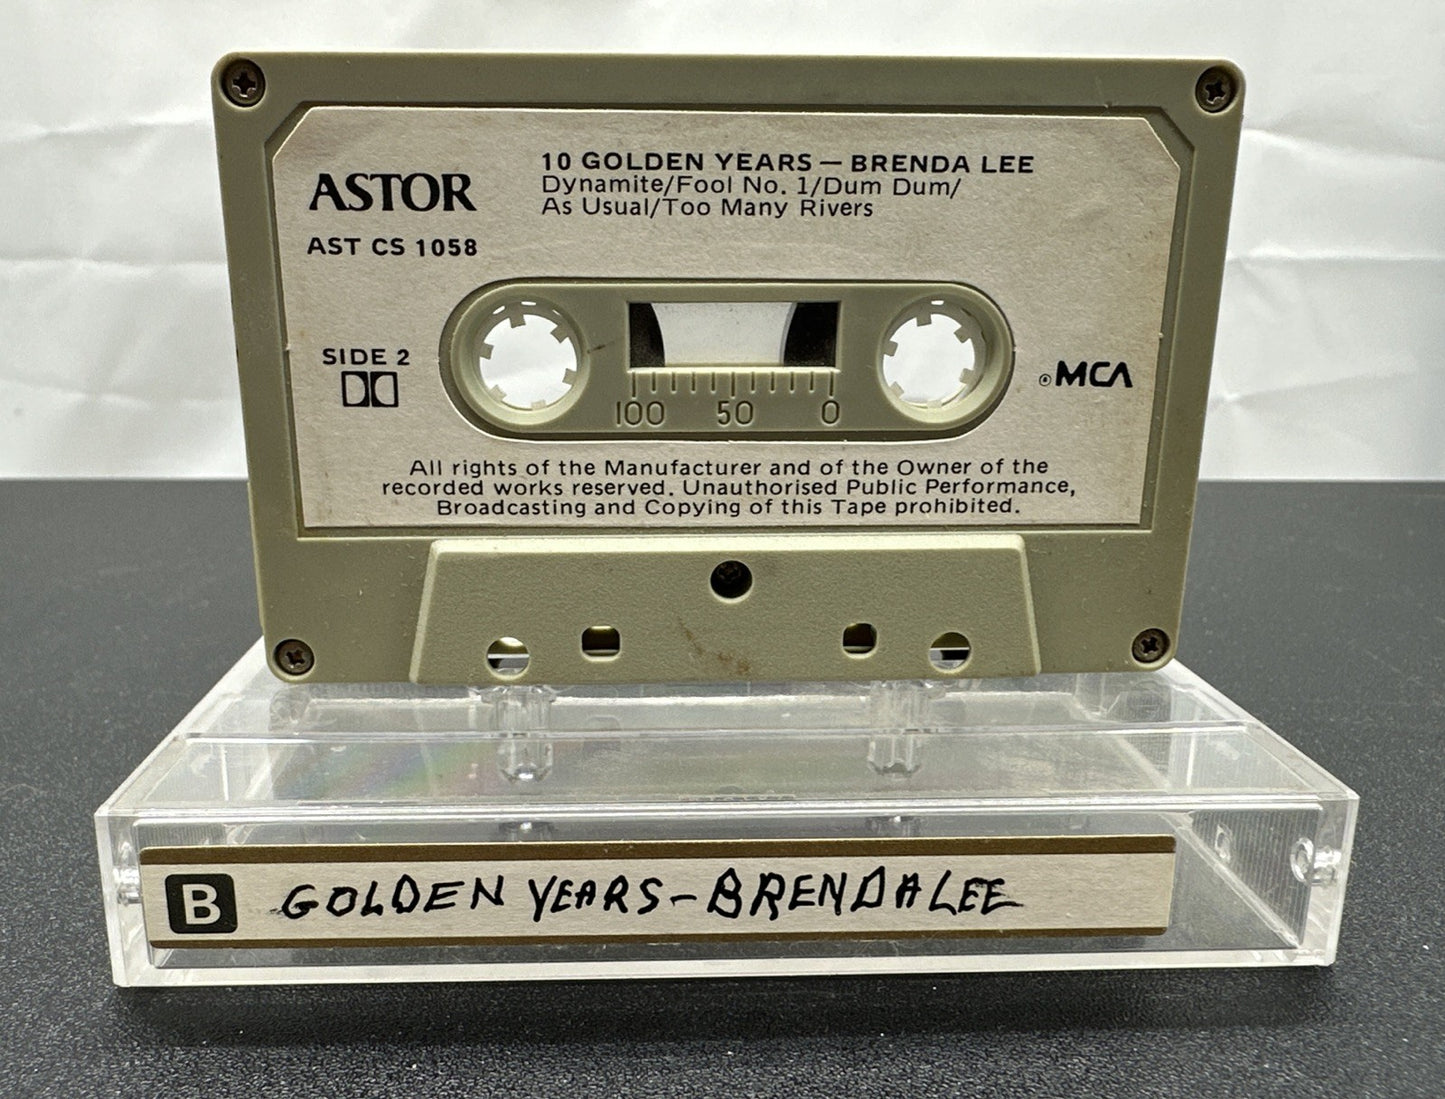 10 GOLDEN YEARS — BRENDA LEE
Dynamite/Fool No. 1/Dum Dum/
As Usual/Too Many Rivers
ASTOR
AST CS 1058
SIDE 2
100 50 0
℗ MCA
All rights of the Manufacturer and of the Owner of the
recorded works reserved. Unauthorised Public Performance,
Broadcasting and Copying of this Tape prohibited.
B GOLDEN YEARS - BRENDA LEE